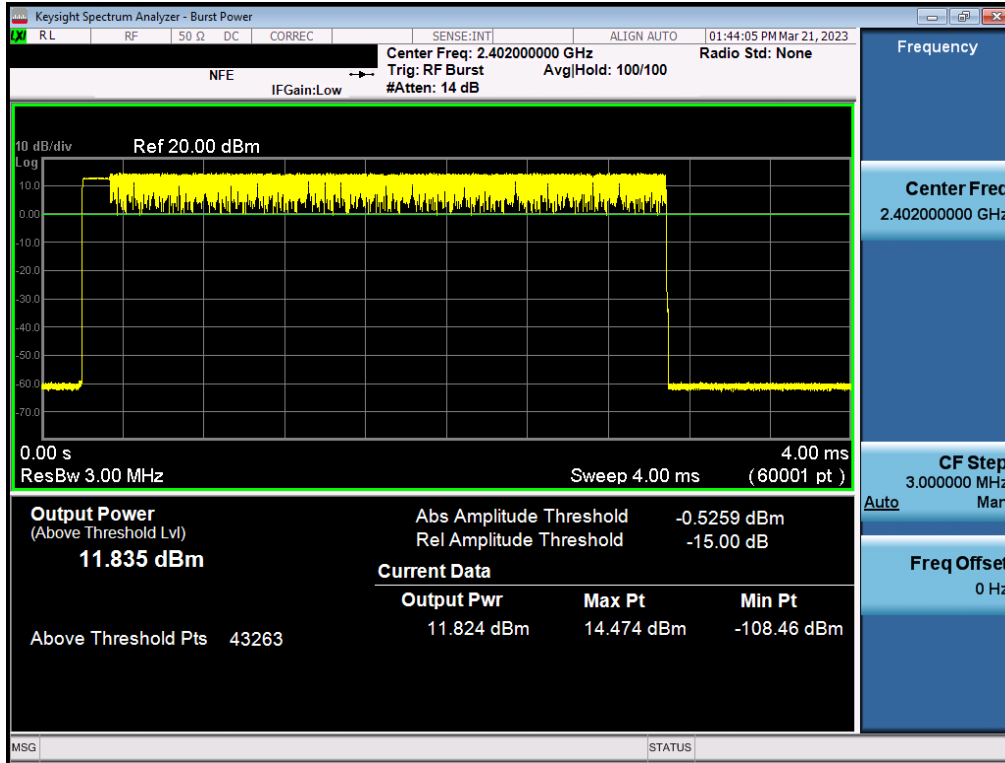 Keysight Spectrum Analyzer - Burst Power
LXI RL RF 50 Ω DC CORREC SENSE:INT ALIGN AUTO 01:44:05 PM Mar 21, 2023
Center Freq: 2.402000000 GHz Radio Std: None
NFE Trig: RF Burst Avg|Hold: 100/100
IFGain:Low #Atten: 14 dB
10 dB/div Ref 20.00 dBm
Log
10.0
0.00
-10.0
-20.0
-30.0
-40.0
-50.0
-60.0
-70.0
0.00 s 4.00 ms
ResBw 3.00 MHz Sweep 4.00 ms (60001 pt )
Output Power
(Above Threshold Lvl)
11.835 dBm
Above Threshold Pts 43263
Abs Amplitude Threshold -0.5259 dBm
Rel Amplitude Threshold -15.00 dB
Current Data
Output Pwr Max Pt Min Pt
11.824 dBm 14.474 dBm -108.46 dBm
Frequency
Center Freq
2.402000000 GHz
CF Step
3.000000 MHz
Auto Man
Freq Offset
0 Hz
MSG STATUS